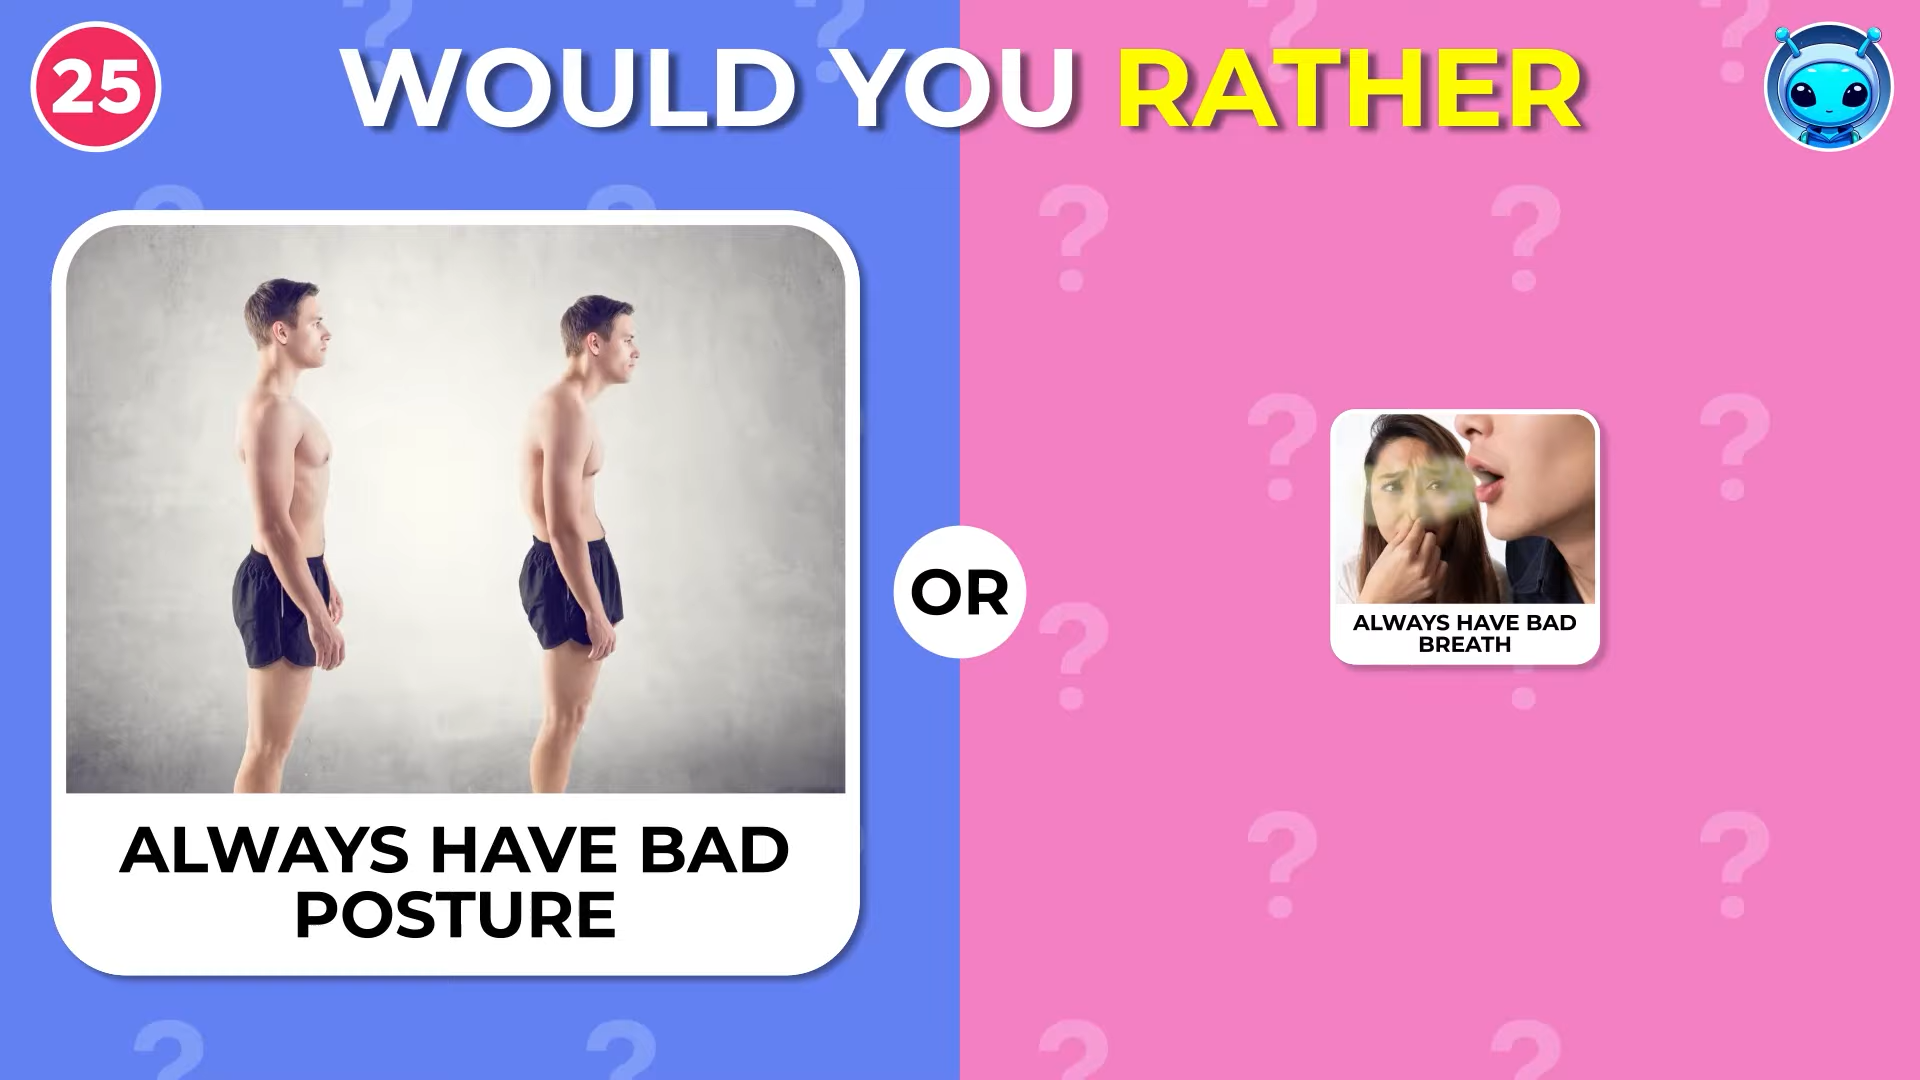 25
WOULD YOU RATHER
ALWAYS HAVE BAD
POSTURE
OR
ALWAYS HAVE BAD
BREATH